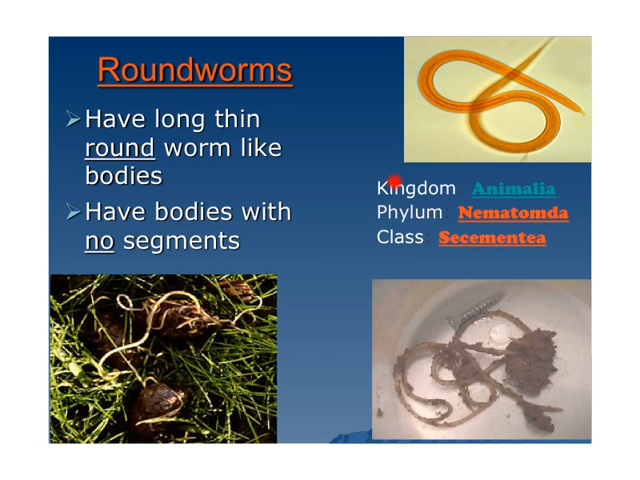 Roundworms
Have long thin
round worm like
bodies
Have bodies with
no segments
Kingdom: Animalia
Phylum: Nematomda
Class: Secementea